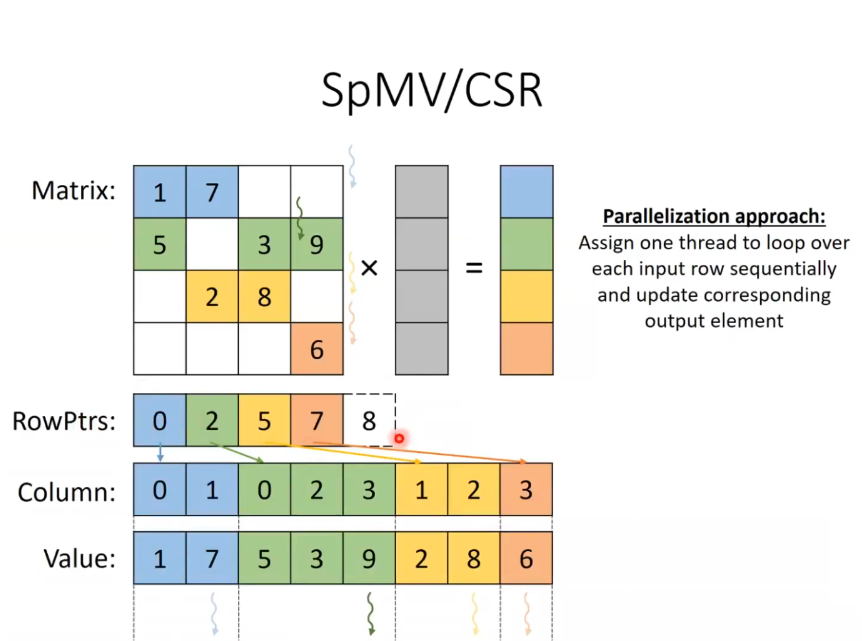 SpMV/CSR
Matrix:
1 7
5 3 9
2 8
6
×
=
Parallelization approach:
Assign one thread to loop over
each input row sequentially
and update corresponding
output element
RowPtrs: 0 2 5 7 8
Column: 0 1 0 2 3 1 2 3
Value: 1 7 5 3 9 2 8 6